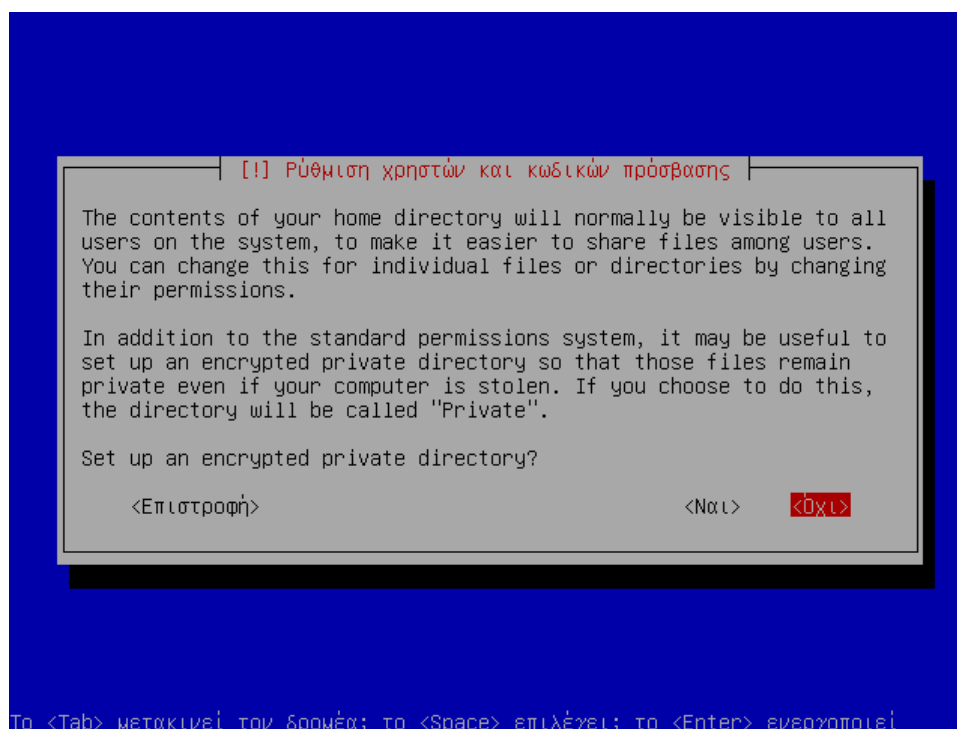 [!] Ρύθμιση χρηστών και κωδικών πρόσβασης
The contents of your home directory will normally be visible to all
users on the system, to make it easier to share files among users.
You can change this for individual files or directories by changing
their permissions.
In addition to the standard permissions system, it may be useful to
set up an encrypted private directory so that those files remain
private even if your computer is stolen. If you choose to do this,
the directory will be called "Private".
Set up an encrypted private directory?
<Επιστροφή> <Ναι> <Όχι>
Το <Tab> μετακινεί τον δρομέα; το <Space> επιλέγει; το <Enter> ενεργοποιεί